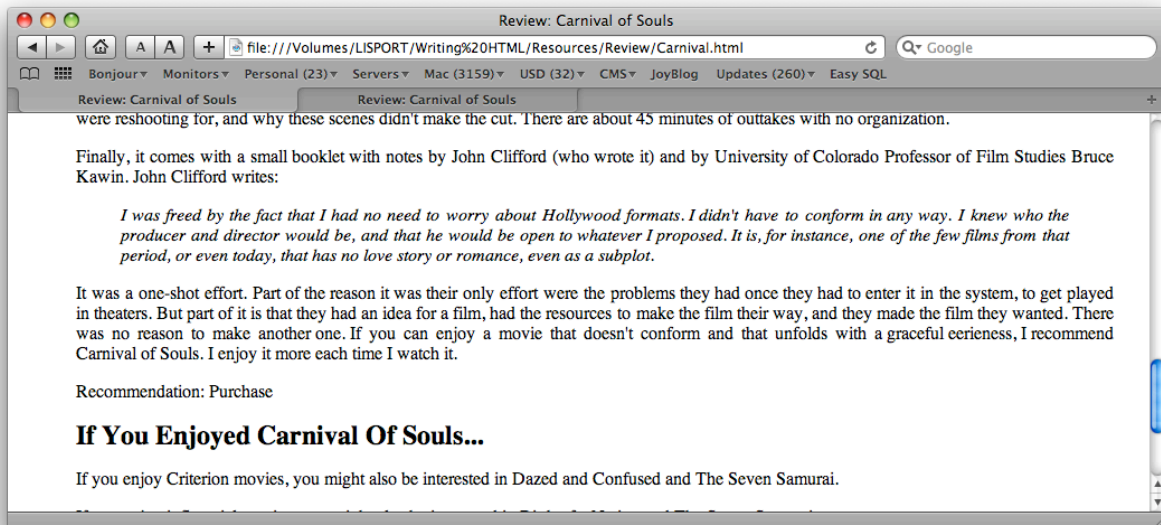 Review: Carnival of Souls
A A + file:///Volumes/LISPORT/Writing%20HTML/Resources/Review/Carnival.html Google
Bonjour Monitors Personal (23) Servers Mac (3159) USD (32) CMS JoyBlog Updates (260) Easy SQL
Review: Carnival of Souls Review: Carnival of Souls +
were reshooting for, and why these scenes didn't make the cut. There are about 45 minutes of outtakes with no organization.
Finally, it comes with a small booklet with notes by John Clifford (who wrote it) and by University of Colorado Professor of Film Studies Bruce
Kawin. John Clifford writes:
I was freed by the fact that I had no need to worry about Hollywood formats. I didn't have to conform in any way. I knew who the
producer and director would be, and that he would be open to whatever I proposed. It is, for instance, one of the few films from that
period, or even today, that has no love story or romance, even as a subplot.
It was a one-shot effort. Part of the reason it was their only effort were the problems they had once they had to enter it in the system, to get played
in theaters. But part of it is that they had an idea for a film, had the resources to make the film their way, and they made the film they wanted. There
was no reason to make another one. If you can enjoy a movie that doesn't conform and that unfolds with a graceful eerieness, I recommend
Carnival of Souls. I enjoy it more each time I watch it.
Recommendation: Purchase
If You Enjoyed Carnival Of Souls...
If you enjoy Criterion movies, you might also be interested in Dazed and Confused and The Seven Samurai.